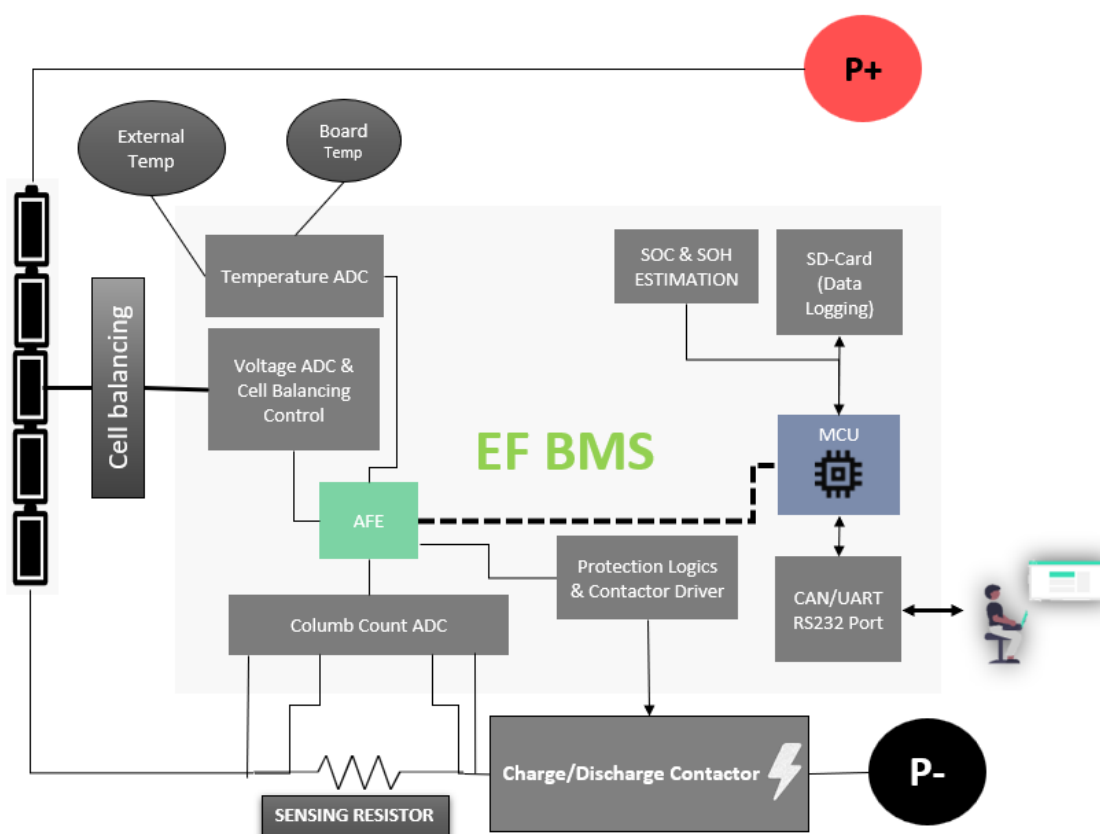 P+
External
Temp
Board
Temp
Temperature ADC
SOC & SOH
ESTIMATION
SD-Card
(Data
Logging)
Cell balancing
Voltage ADC &
Cell Balancing
Control
EF BMS
MCU
AFE
Protection Logics
& Contactor Driver
CAN/UART
RS232 Port
Columb Count ADC
Charge/Discharge Contactor
P-
SENSING RESISTOR